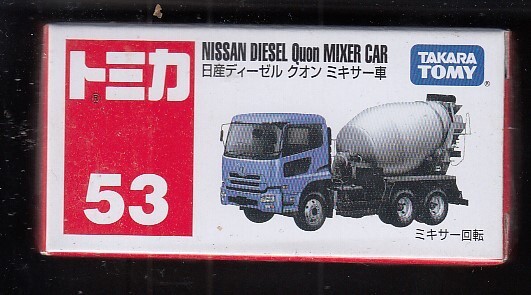 トミカ
53
NISSAN DIESEL Quon MIXER CAR
日産ディーゼル クオン ミキサー車
TAKARA
TOMY
®
ミキサー回転